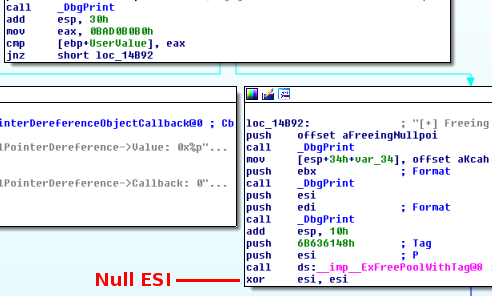 call    _DbgPrint
add     esp, 30h
mov     eax, 0BAD0B0B0h
cmp     [ebp+UserValue], eax
jnz     short loc_14B92
interDereferenceObjectCallback@0 ; Cb
lPointerDereference->Value: 0x%p"...
lPointerDereference->Callback: 0"...
loc_14B92:              ; "[+] Freeing
push    offset aFreeingNullpoi
call    _DbgPrint
mov     [esp+34h+var_34], offset aKcah
push    ebx             ; Format
call    _DbgPrint
push    esi
push    edi             ; Format
call    _DbgPrint
add     esp, 10h
push    6B636148h       ; Tag
push    esi             ; P
call    ds:__imp__ExFreePoolWithTag@8 ;
xor     esi, esi
Null ESI